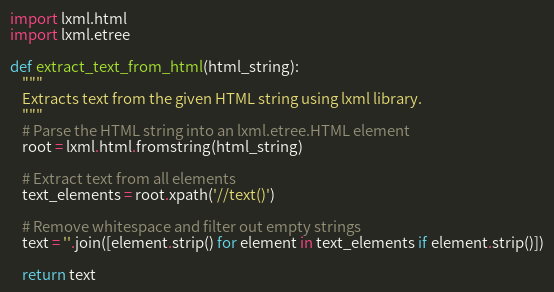 import lxml.html
import lxml.etree
def extract_text_from_html(html_string):
"""
Extracts text from the given HTML string using lxml library.
"""
# Parse the HTML string into an lxml.etree.HTML element
root = lxml.html.fromstring(html_string)
# Extract text from all elements
text_elements = root.xpath('//text()')
# Remove whitespace and filter out empty strings
text = ''.join([element.strip() for element in text_elements if element.strip()])
return text